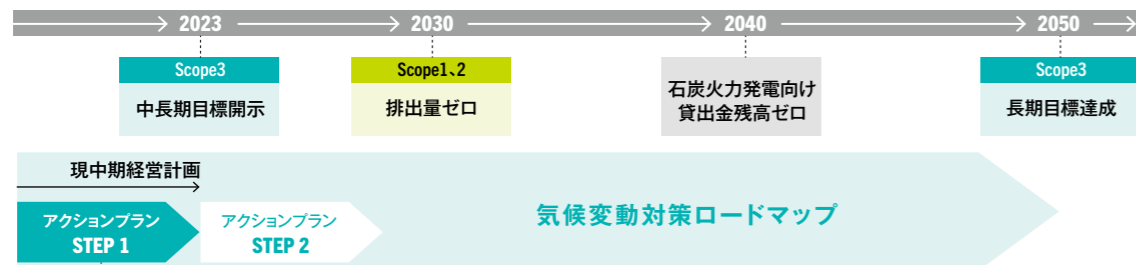 2023 2030 2040 2050
Scope3
中長期目標開示
Scope1、2
排出量ゼロ
石炭火力発電向け
貸出金残高ゼロ
Scope3
長期目標達成
現中期経営計画
アクションプラン
STEP 1
アクションプラン
STEP 2
気候変動対策ロードマップ